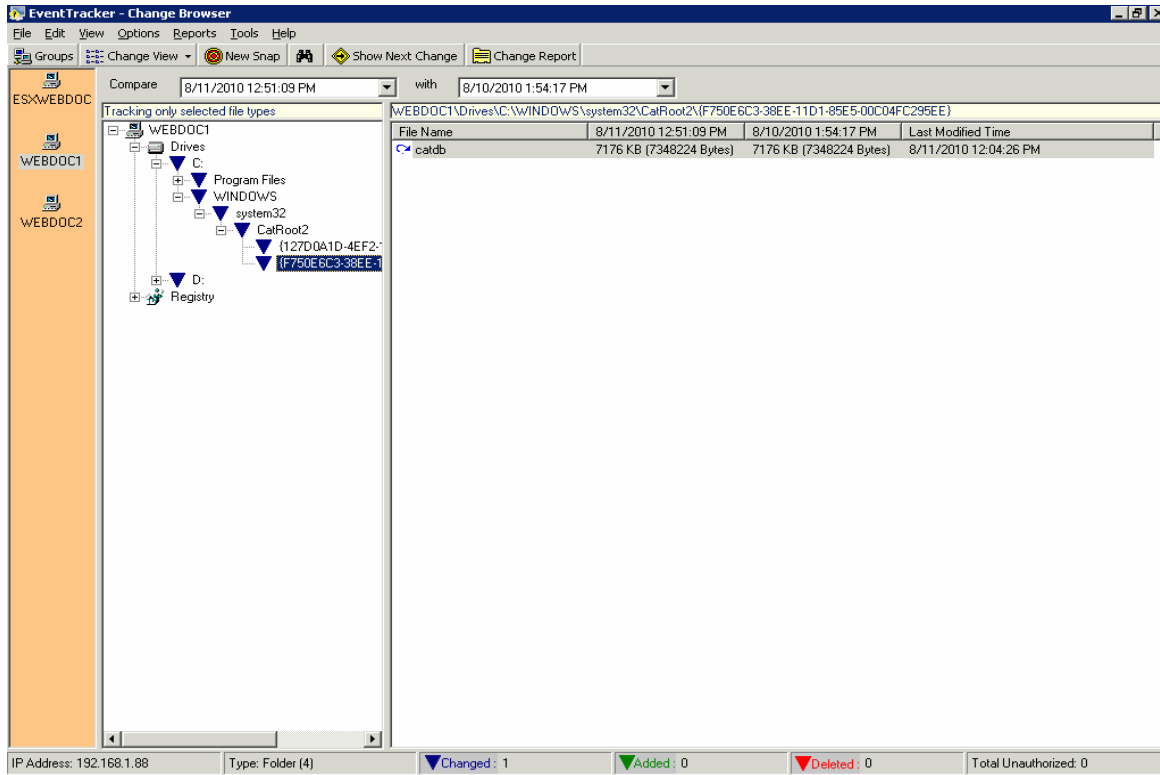 EventTracker - Change Browser
File Edit View Options Reports Tools Help
Groups Change View New Snap Show Next Change Change Report
Compare 8/11/2010 12:51:09 PM with 8/10/2010 1:54:17 PM
ESXWEBDOC
WEBDOC1
WEBDOC2
Tracking only selected file types
WEBDOC1
Drives
C:
Program Files
WINDOWS
system32
CatRoot2
{127D0A1D-4EF2-
{F750E6C3-38EE-1
D:
Registry
WEBDOC1\Drives\C:\WINDOWS\system32\CatRoot2\{F750E6C3-38EE-11D1-85E5-00C04FC295EE}
File Name 8/11/2010 12:51:09 PM 8/10/2010 1:54:17 PM Last Modified Time
catdb 7176 KB (7348224 Bytes) 7176 KB (7348224 Bytes) 8/11/2010 12:04:26 PM
IP Address: 192.168.1.88 Type: Folder (4) Changed : 1 Added : 0 Deleted : 0 Total Unauthorized: 0